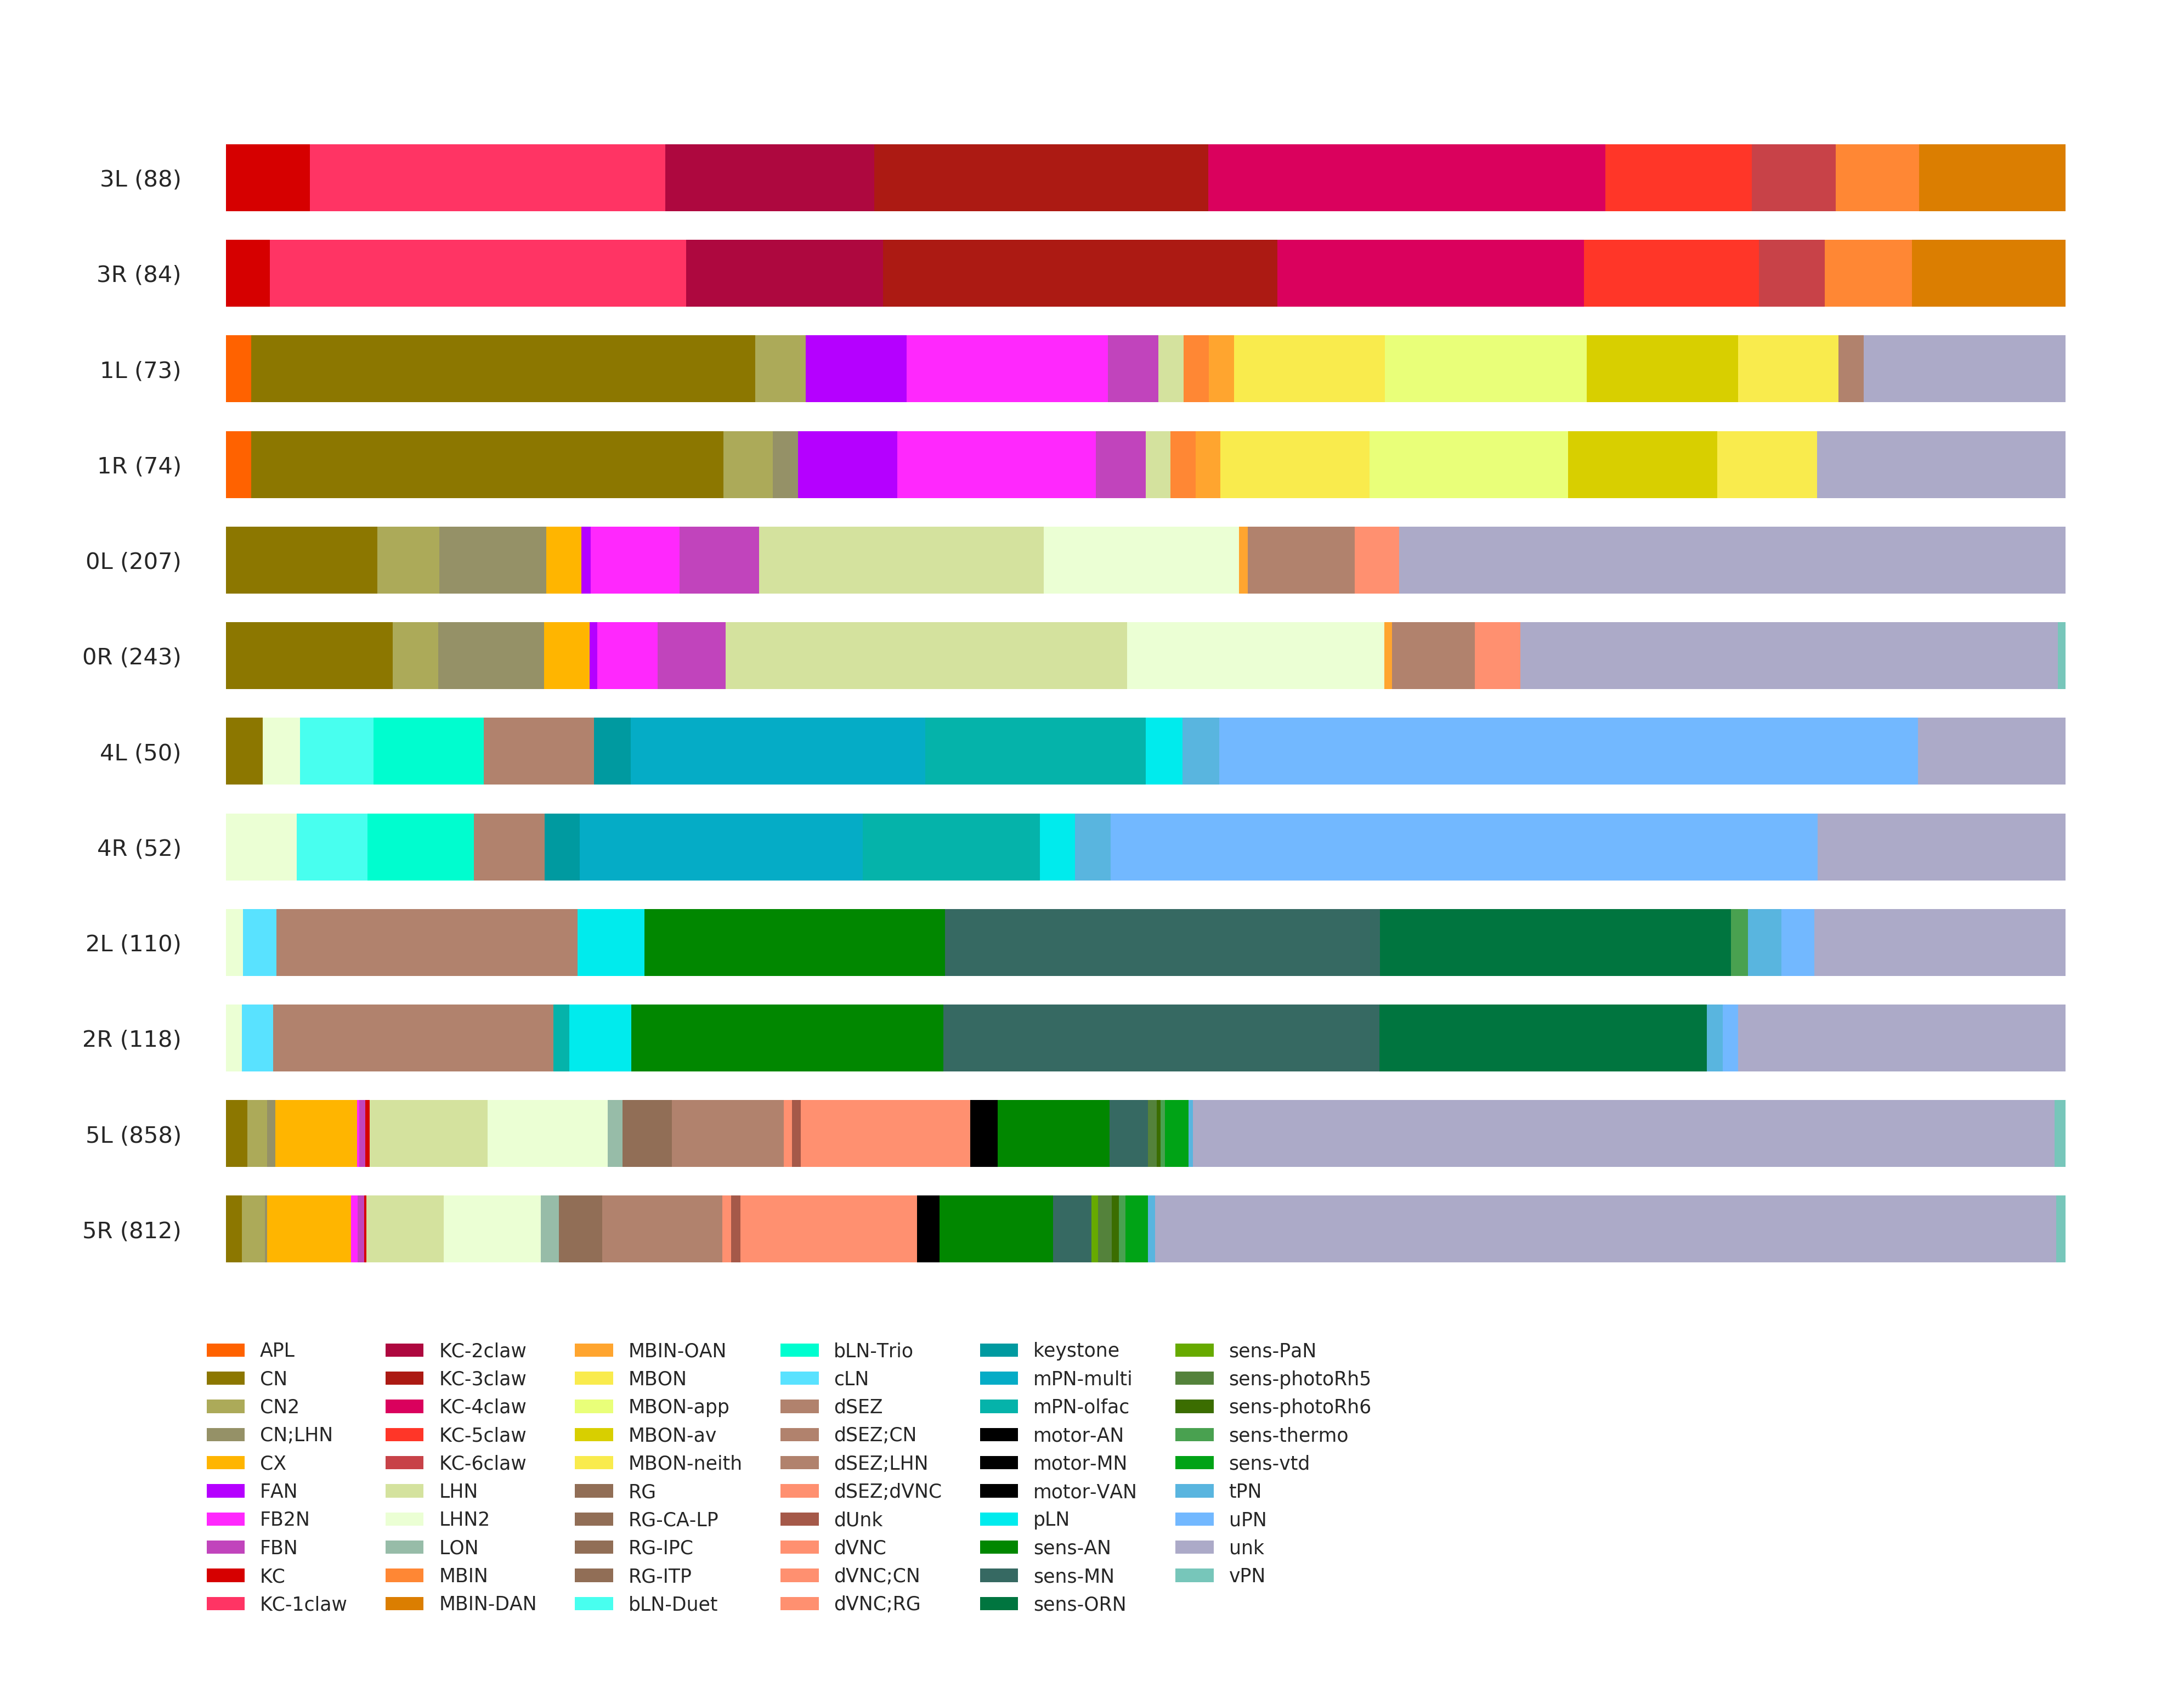 3L (88)
3R (84)
1L (73)
1R (74)
0L (207)
0R (243)
4L (50)
4R (52)
2L (110)
2R (118)
5L (858)
5R (812)
APL
CN
CN2
CN;LHN
CX
FAN
FB2N
FBN
KC
KC-1claw
KC-2claw
KC-3claw
KC-4claw
KC-5claw
KC-6claw
LHN
LHN2
LON
MBIN
MBIN-DAN
MBIN-OAN
MBON
MBON-app
MBON-av
MBON-neith
RG
RG-CA-LP
RG-IPC
RG-ITP
bLN-Duet
bLN-Trio
cLN
dSEZ
dSEZ;CN
dSEZ;LHN
dSEZ;dVNC
dUnk
dVNC
dVNC;CN
dVNC;RG
keystone
mPN-multi
mPN-olfac
motor-AN
motor-MN
motor-VAN
pLN
sens-AN
sens-MN
sens-ORN
sens-PaN
sens-photoRh5
sens-photoRh6
sens-thermo
sens-vtd
tPN
uPN
unk
vPN